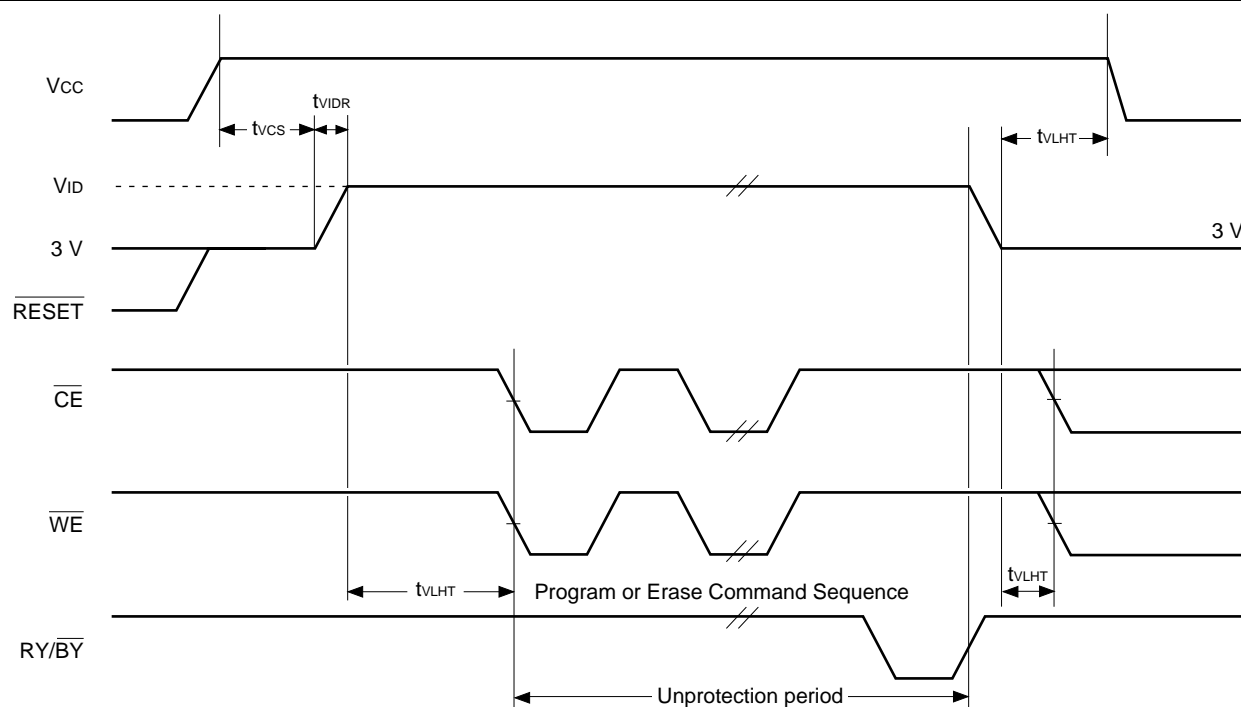 VCC
tVIDR
tVCS
tVLHT
VID
3 V
3 V
RESET
CE
WE
tVLHT
Program or Erase Command Sequence
tVLHT
RY/BY
Unprotection period